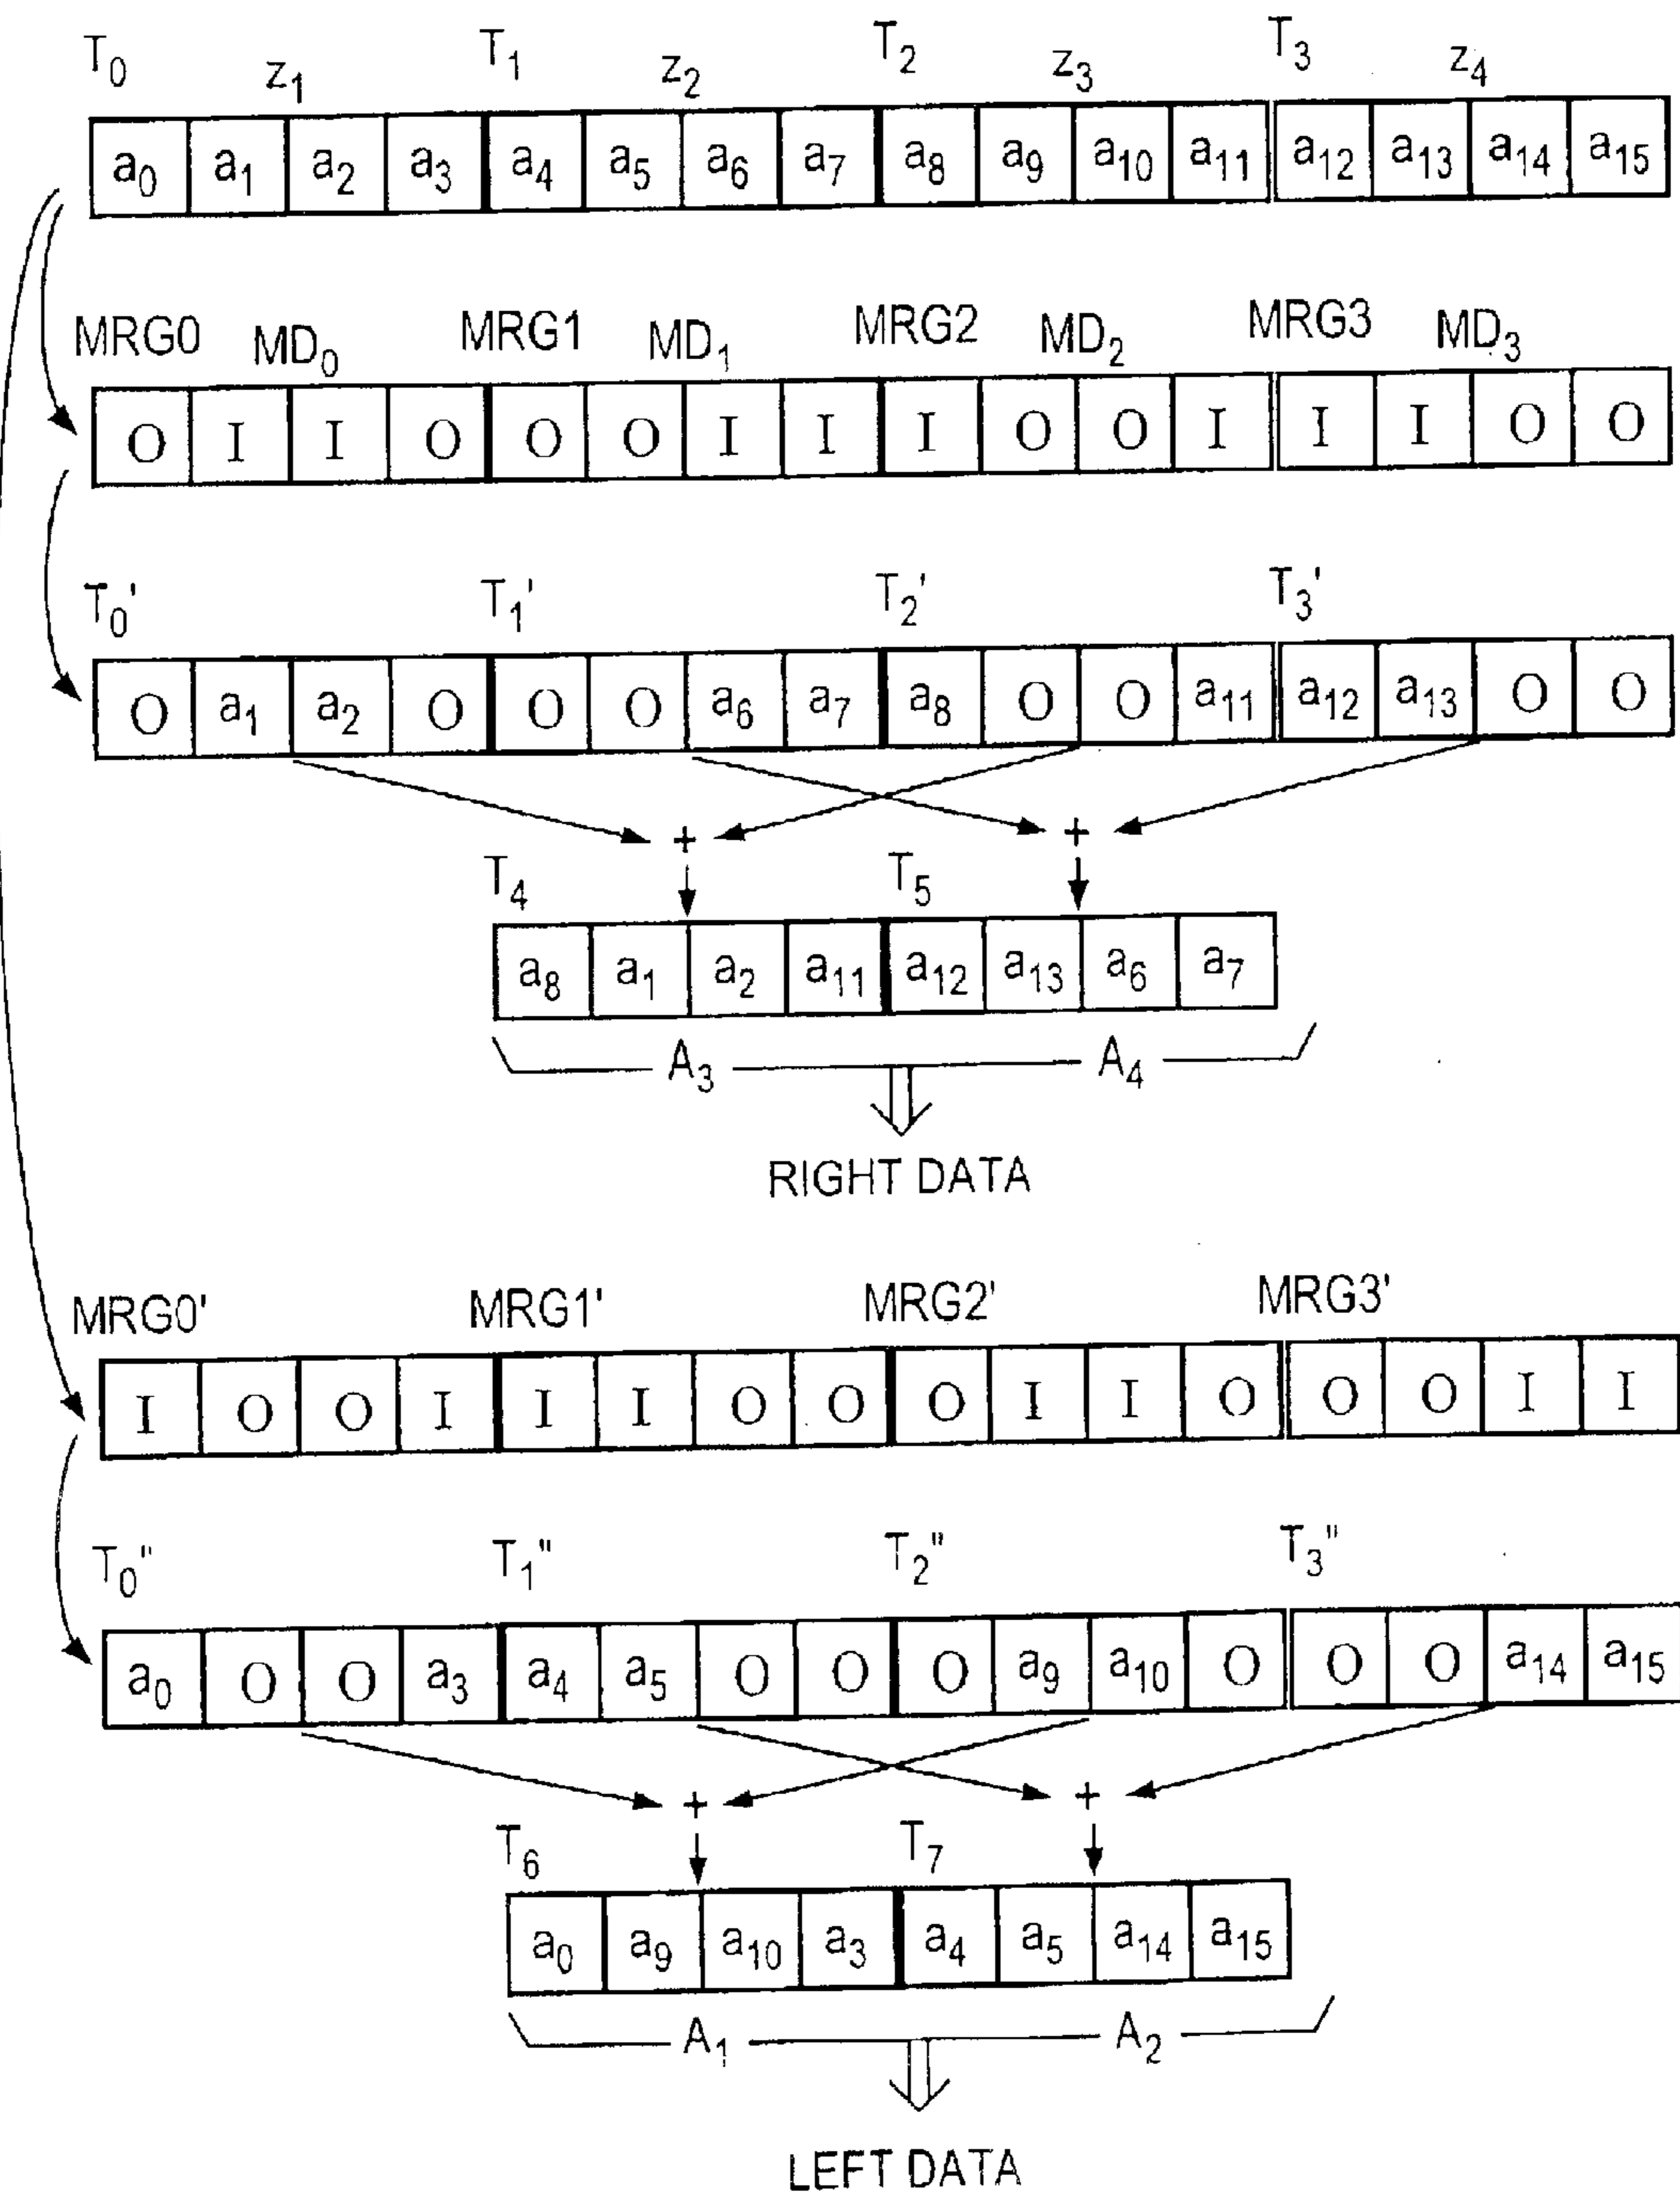 T₀ z₁ T₁ z₂ T₂ z₃ T₃ z₄
a₀ a₁ a₂ a₃ a₄ a₅ a₆ a₇ a₈ a₉ a₁₀ a₁₁ a₁₂ a₁₃ a₁₄ a₁₅
MRG0 MD₀ MRG1 MD₁ MRG2 MD₂ MRG3 MD₃
O I I O O O I I I O O I I I O O
T₀' T₁' T₂' T₃'
O a₁ a₂ O O O a₆ a₇ a₈ O O a₁₁ a₁₂ a₁₃ O O
+ +
T₄ T₅
a₈ a₁ a₂ a₁₁ a₁₂ a₁₃ a₆ a₇
A₃ A₄
RIGHT DATA
MRG0' MRG1' MRG2' MRG3'
I O O I I I O O O I I O O O I I
T₀" T₁" T₂" T₃"
a₀ O O a₃ a₄ a₅ O O O a₉ a₁₀ O O O a₁₄ a₁₅
+ +
T₆ T₇
a₀ a₉ a₁₀ a₃ a₄ a₅ a₁₄ a₁₅
A₁ A₂
LEFT DATA